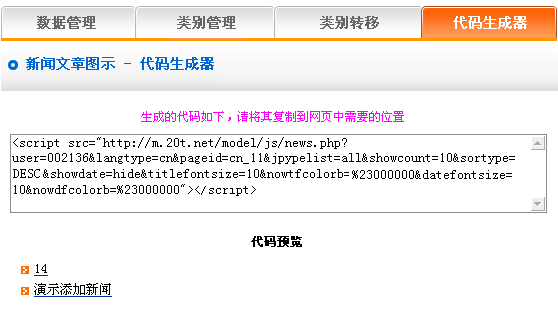 数据管理 类别管理 类别转移 代码生成器
新闻文章图示 - 代码生成器
生成的代码如下，请将其复制到网页中需要的位置
<script src="http://m.20t.net/model/js/news.php?
user=002136&langtype=cn&pageid=cn_11&jpypelist=all&showcount=10&sortype=
DESC&showdate=hide&titlefontsize=10&nowtfcolorb=%23000000&datefontsize=
10&nowdfcolorb=%23000000"></script>
代码预览
14
演示添加新闻